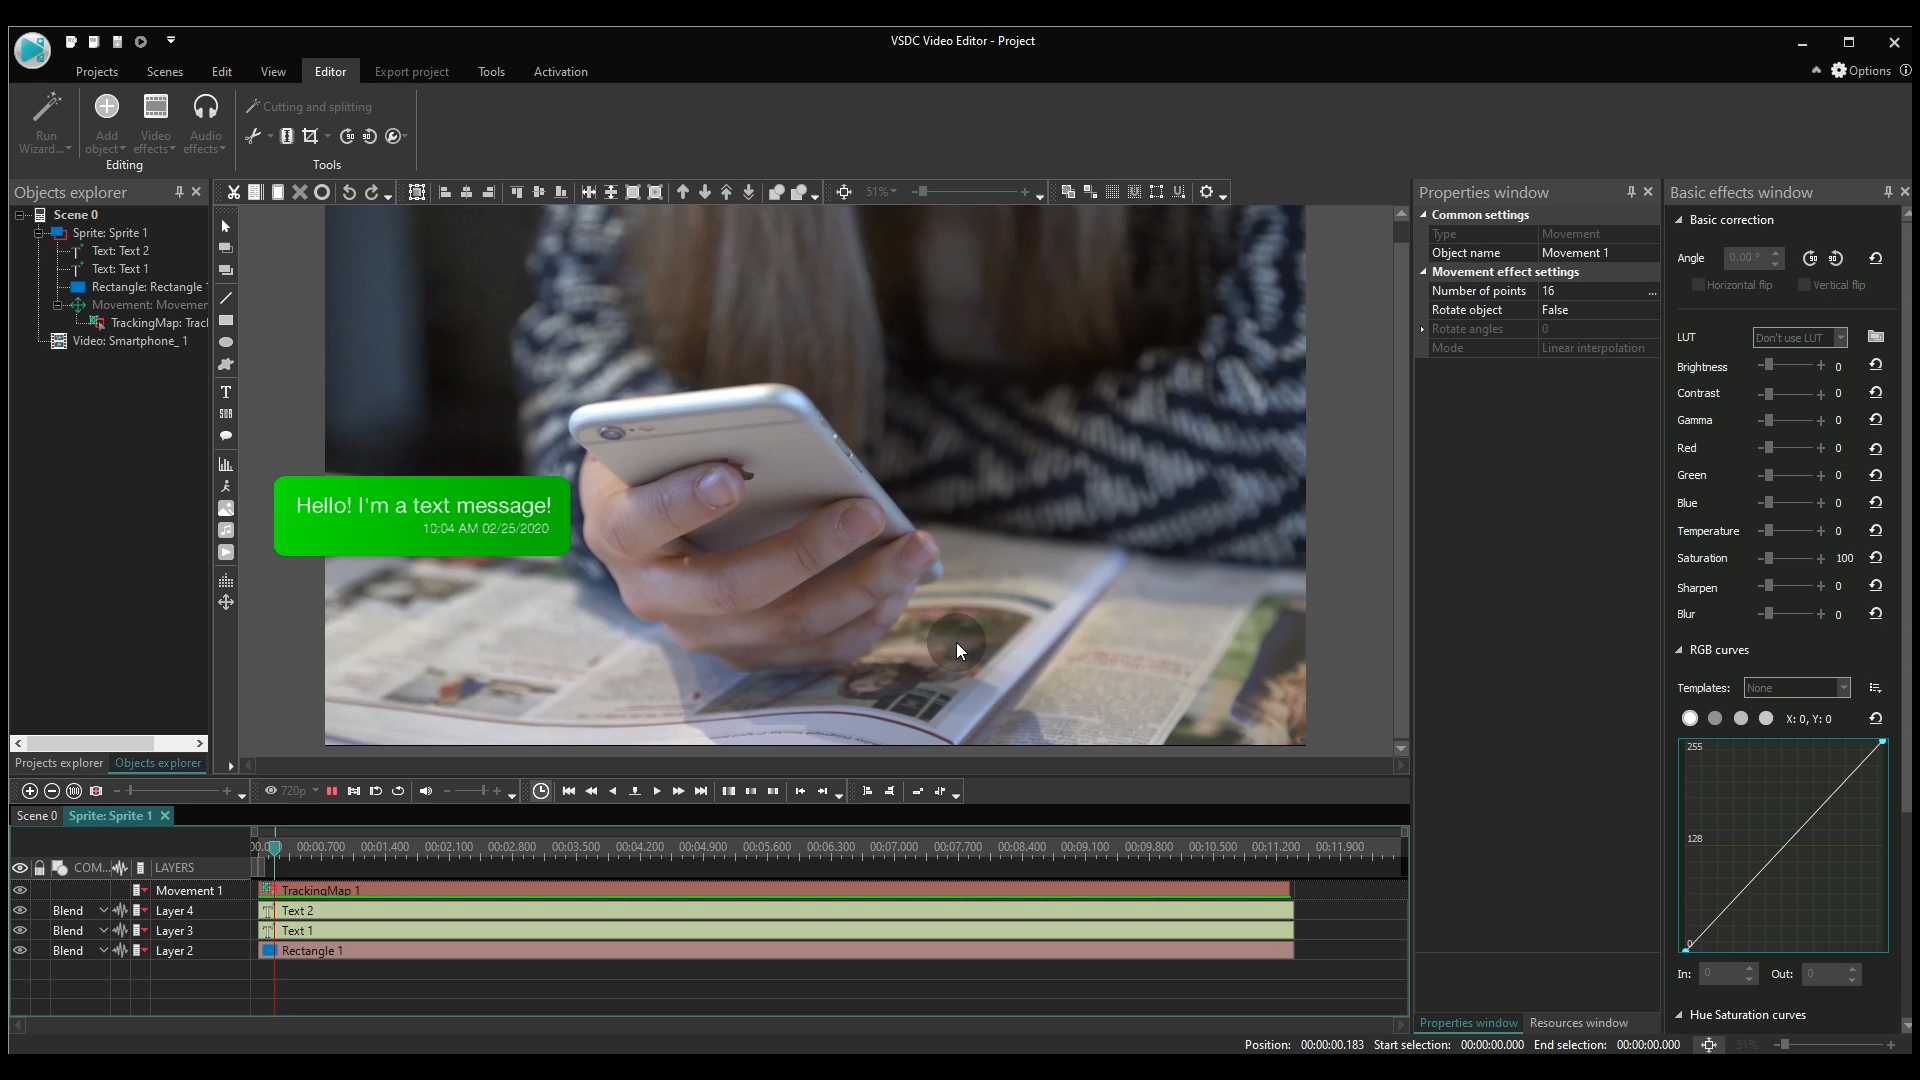 VSDC Video Editor - Project
Projects Scenes Edit View Editor Export project Tools Activation
Options
Run Wizard...
Add object
Video effects
Audio effects
Editing
Cutting and splitting
Tools
Objects explorer
Scene 0
Sprite: Sprite 1
Text: Text 2
Text: Text 1
Rectangle: Rectangle
Movement: Movemer
TrackingMap: Tracl
Video: Smartphone_ 1
Projects explorer Objects explorer
51%
T
SUB
Hello! I'm a text message!
10:04 AM 02/25/2020
Properties window
Common settings
Type Movement
Object name Movement 1
Movement effect settings
Number of points 16 ...
Rotate object False
Rotate angles 0
Mode Linear interpolation
Properties window Resources window
Basic effects window
Basic correction
Angle 0.00 °
Horizontal flip Vertical flip
LUT Don't use LUT
Brightness 0
Contrast 0
Gamma 0
Red 0
Green 0
Blue 0
Temperature 0
Saturation 100
Sharpen 0
Blur 0
RGB curves
Templates: None
X: 0, Y: 0
255
128
0
In: 0 Out: 0
Hue Saturation curves
720p
Scene 0 Sprite: Sprite 1
00:00.700 00:01.400 00:02.100 00:02.800 00:03.500 00:04.200 00:04.900 00:05.600 00:06.300 00:07.000 00:07.700 00:08.400 00:09.100 00:09.800 00:10.500 00:11.200 00:11.900
COM... LAYERS
Movement 1 TrackingMap 1
Blend Layer 4 Text 2
Blend Layer 3 Text 1
Blend Layer 2 Rectangle 1
Position: 00:00:00.183 Start selection: 00:00:00.000 End selection: 00:00:00.000 51%